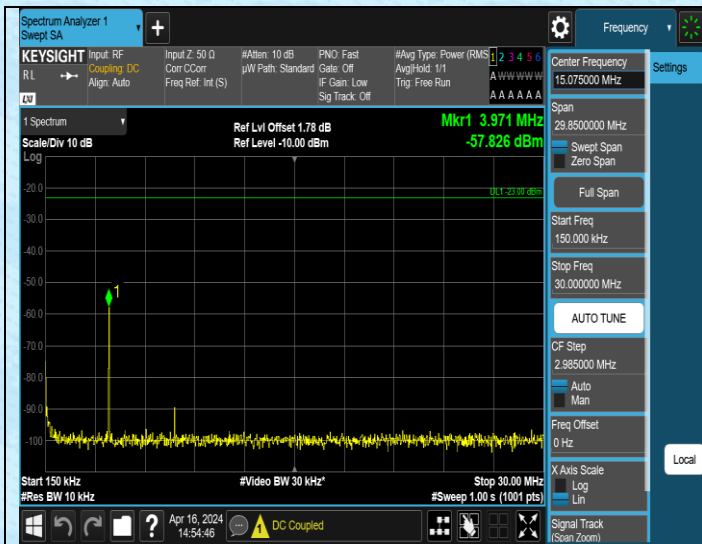 Spectrum Analyzer 1
Swept SA
+
Frequency
KEYSIGHT
RL
LXI
Input: RF
Coupling: DC
Align: Auto
Input Z: 50 Ω
Corr CCorr
Freq Ref: Int (S)
#Atten: 10 dB
µW Path: Standard
PNO: Fast
Gate: Off
IF Gain: Low
Sig Track: Off
#Avg Type: Power (RMS
Avg|Hold: 1/1
Trig: Free Run
1 2 3 4 5 6
A W W W W W
A A A A A A
1 Spectrum
Scale/Div 10 dB
Log
Ref Lvl Offset 1.78 dB
Ref Level -10.00 dBm
Mkr1 3.971 MHz
-57.826 dBm
DL1 -23.00 dBm
1
-20.0
-30.0
-40.0
-50.0
-60.0
-70.0
-80.0
-90.0
-100
Start 150 kHz
#Res BW 10 kHz
#Video BW 30 kHz*
Stop 30.00 MHz
#Sweep 1.00 s (1001 pts)
Center Frequency
15.075000 MHz
Span
29.8500000 MHz
Swept Span
Zero Span
Full Span
Start Freq
150.000 kHz
Stop Freq
30.000000 MHz
AUTO TUNE
CF Step
2.985000 MHz
Auto
Man
Freq Offset
0 Hz
X Axis Scale
Log
Lin
Signal Track
(Span Zoom)
Settings
Local
?
Apr 16, 2024
14:54:46
1
DC Coupled